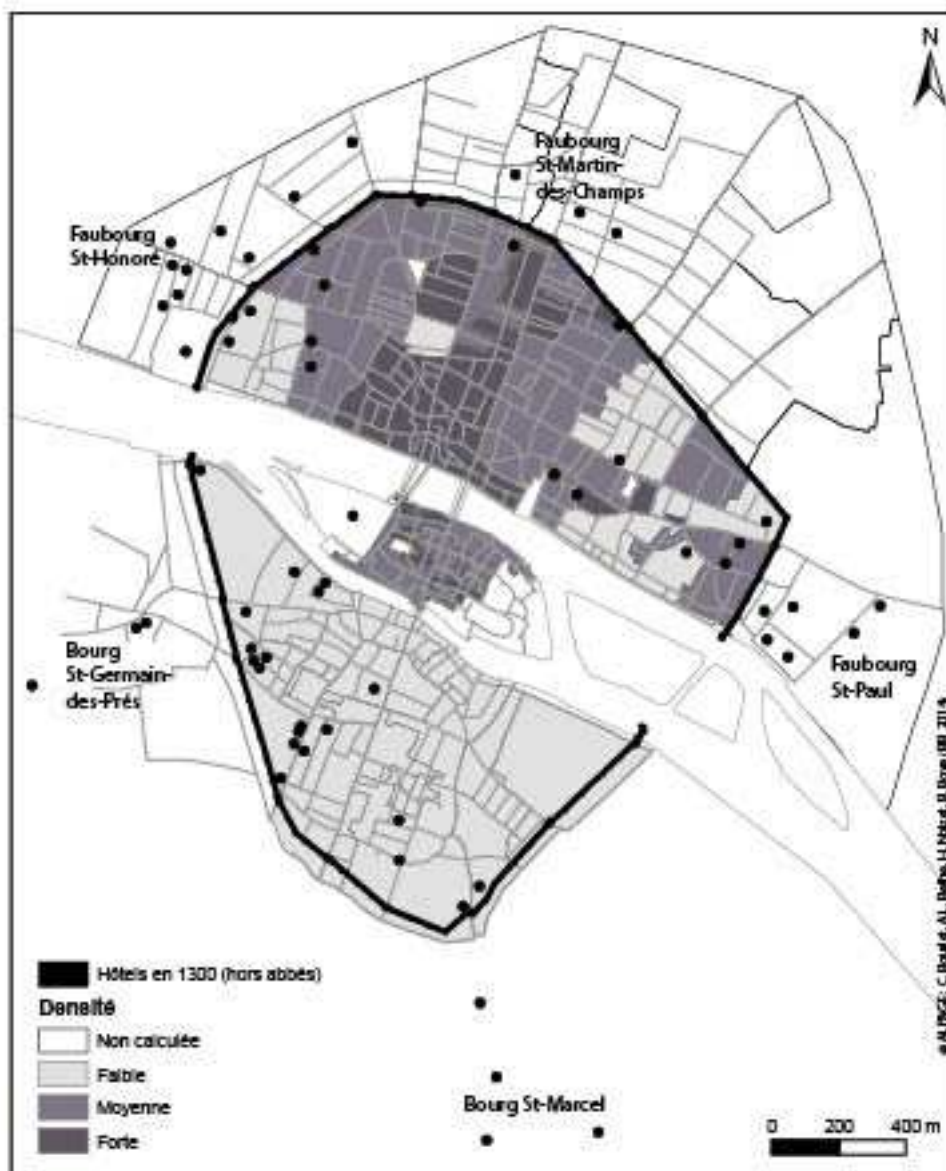 N
Faubourg
St-Martin-
des-Champs
Faubourg
St-Honoré
Bourg
St-Germain-
des-Prés
Faubourg
St-Paul
Hôtels en 1300 (hors abbés)
Densité
Non calculée
Faible
Moyenne
Forte
Bourg St-Marcel
0 200 400 m